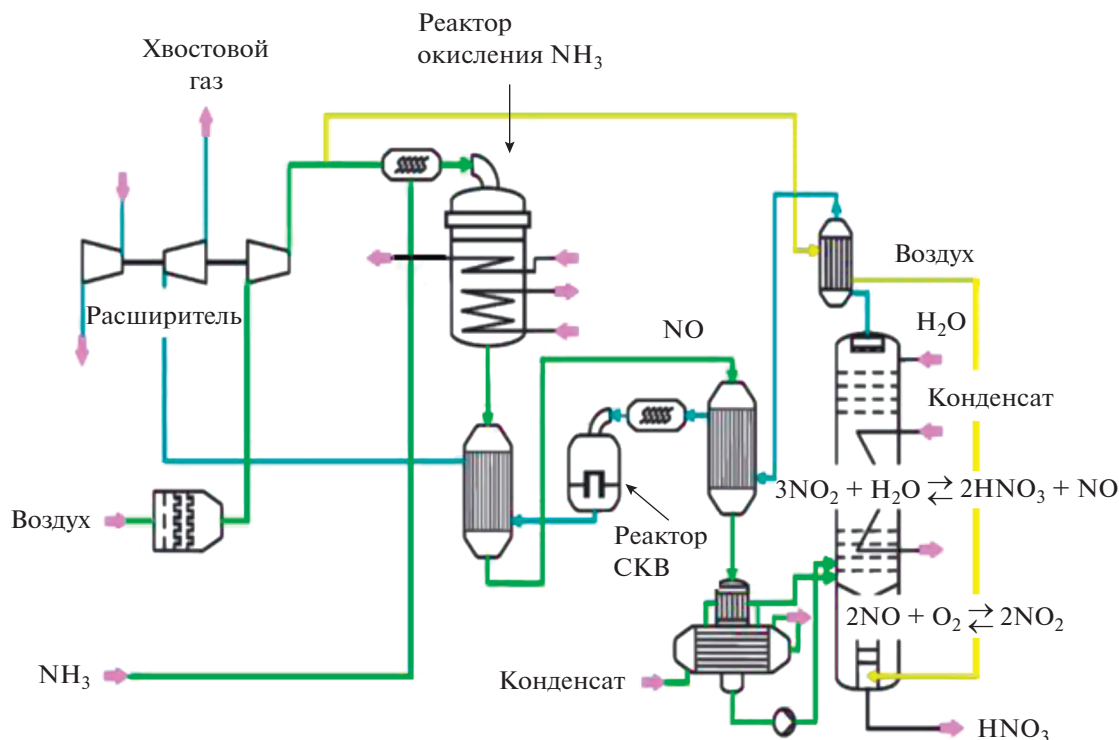 Реактор
окисления NH3
Хвостовой
газ
Воздух
Расширитель
H2O
NO
Конденсат
3NO2 + H2O ⇄ 2HNO3 + NO
Воздух
Реактор
СКВ
2NO + O2 ⇄ 2NO2
NH3
Конденсат
HNO3